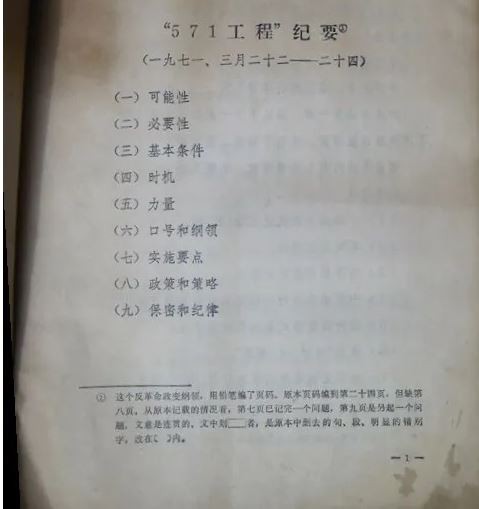 “571工程”纪要②
(一九七一、三月二十二——二十四)
(一) 可能性
(二) 必要性
(三) 基本条件
(四) 时机
(五) 力量
(六) 口号和纲领
(七) 实施要点
(八) 政策和策略
(九) 保密和纪律
② 这个反革命政变纲领，用铅笔编了页码。原本页码编到第二十四页，但缺第
八页。从原本记载的情况看，第七页已记完一个问题，第九页是另起一个问
题，文意是连贯的。文中划□者，是原本中删去的句、段。明显的错别
字，改在〔 〕内。
—1—